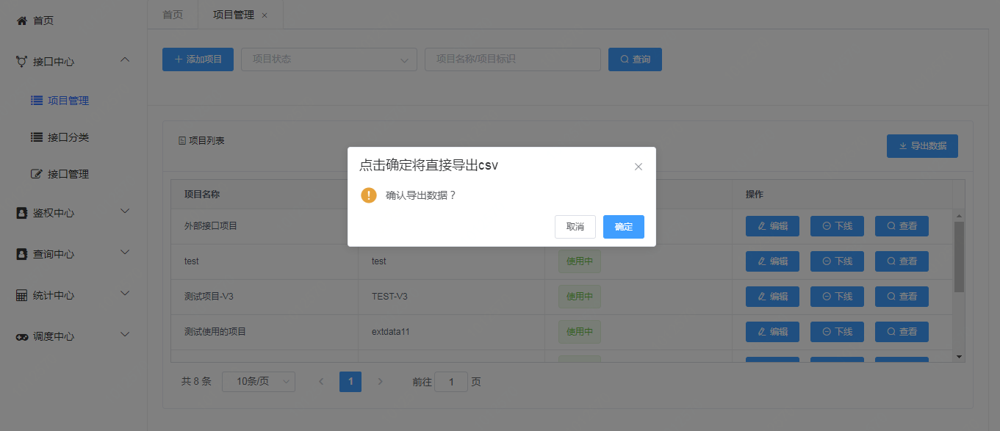 首页
接口中心
项目管理
接口分类
接口管理
鉴权中心
查询中心
统计中心
调度中心
首页 项目管理 ×
+ 添加项目 项目状态 项目名称/项目标识 查询
项目列表 导出数据
点击确定将直接导出csv
确认导出数据？
取消 确定
项目名称 操作
外部接口项目 编辑 下线 查看
test test 使用中 编辑 下线 查看
测试项目-V3 TEST-V3 使用中 编辑 下线 查看
测试使用的项目 extdata11 使用中 编辑 下线 查看
共 8 条 10条/页 1 前往 1 页